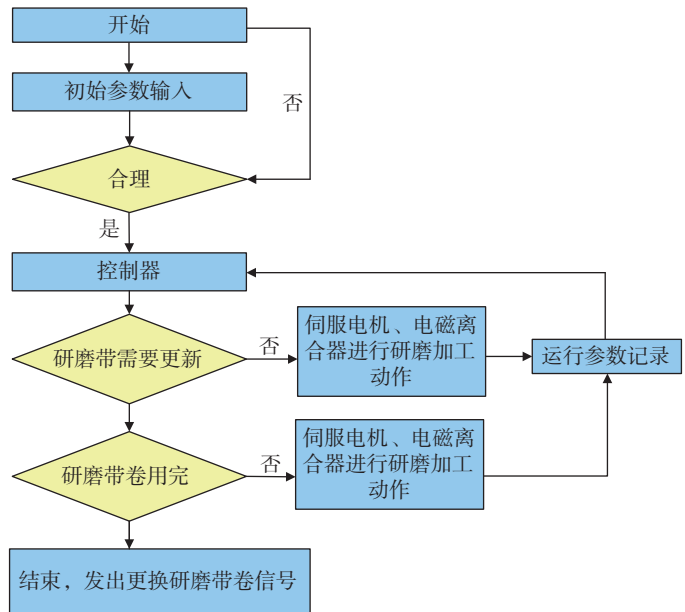 开始
初始参数输入
否
合理
是
控制器
研磨带需要更新
否
伺服电机、电磁离
合器进行研磨加工
动作
运行参数记录
研磨带卷用完
否
伺服电机、电磁离
合器进行研磨加工
动作
结束，发出更换研磨带卷信号